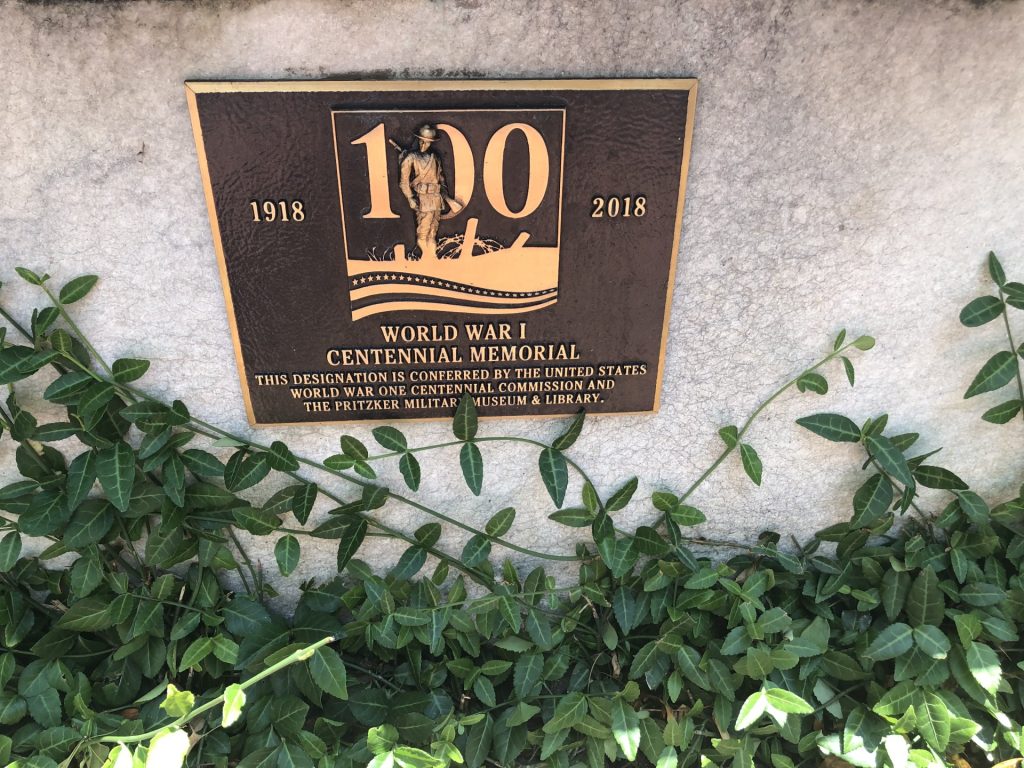 100
1918
2018
WORLD WAR I
CENTENNIAL MEMORIAL
THIS DESIGNATION IS CONFERRED BY THE UNITED STATES
WORLD WAR ONE CENTENNIAL COMMISSION AND
THE PRITZKER MILITARY MUSEUM & LIBRARY.